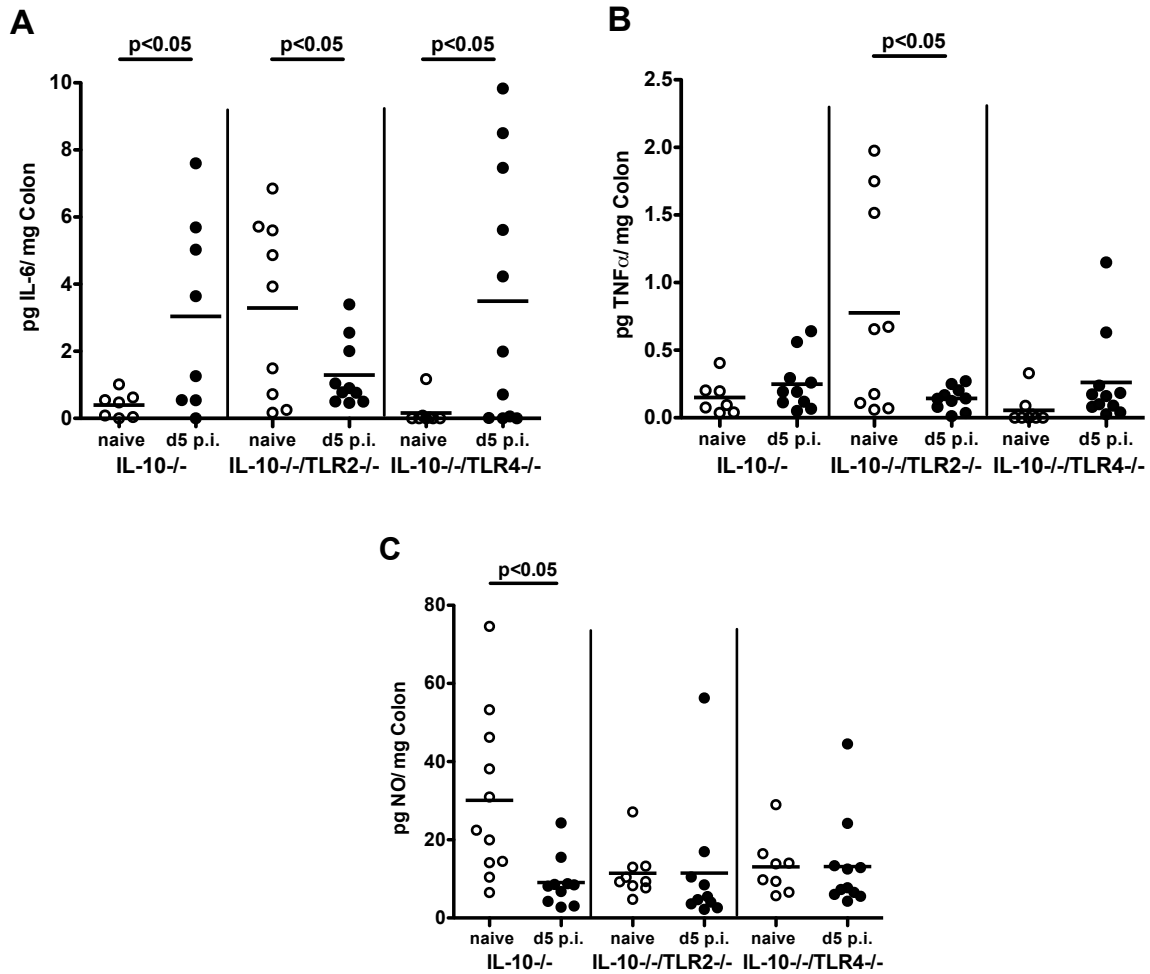 A
p<0.05 p<0.05 p<0.05
pg IL-6/ mg Colon
10
8
6
4
2
0
naive d5 p.i. naive d5 p.i. naive d5 p.i.
IL-10-/- IL-10-/-/TLR2-/- IL-10-/-/TLR4-/-
B
p<0.05
pg TNFα/ mg Colon
2.5
2.0
1.5
1.0
0.5
0.0
naive d5 p.i. naive d5 p.i. naive d5 p.i.
IL-10-/- IL-10-/-/TLR2-/- IL-10-/-/TLR4-/-
C
p<0.05
pg NO/ mg Colon
80
60
40
20
0
naive d5 p.i. naive d5 p.i. naive d5 p.i.
IL-10-/- IL-10-/-/TLR2-/- IL-10-/-/TLR4-/-